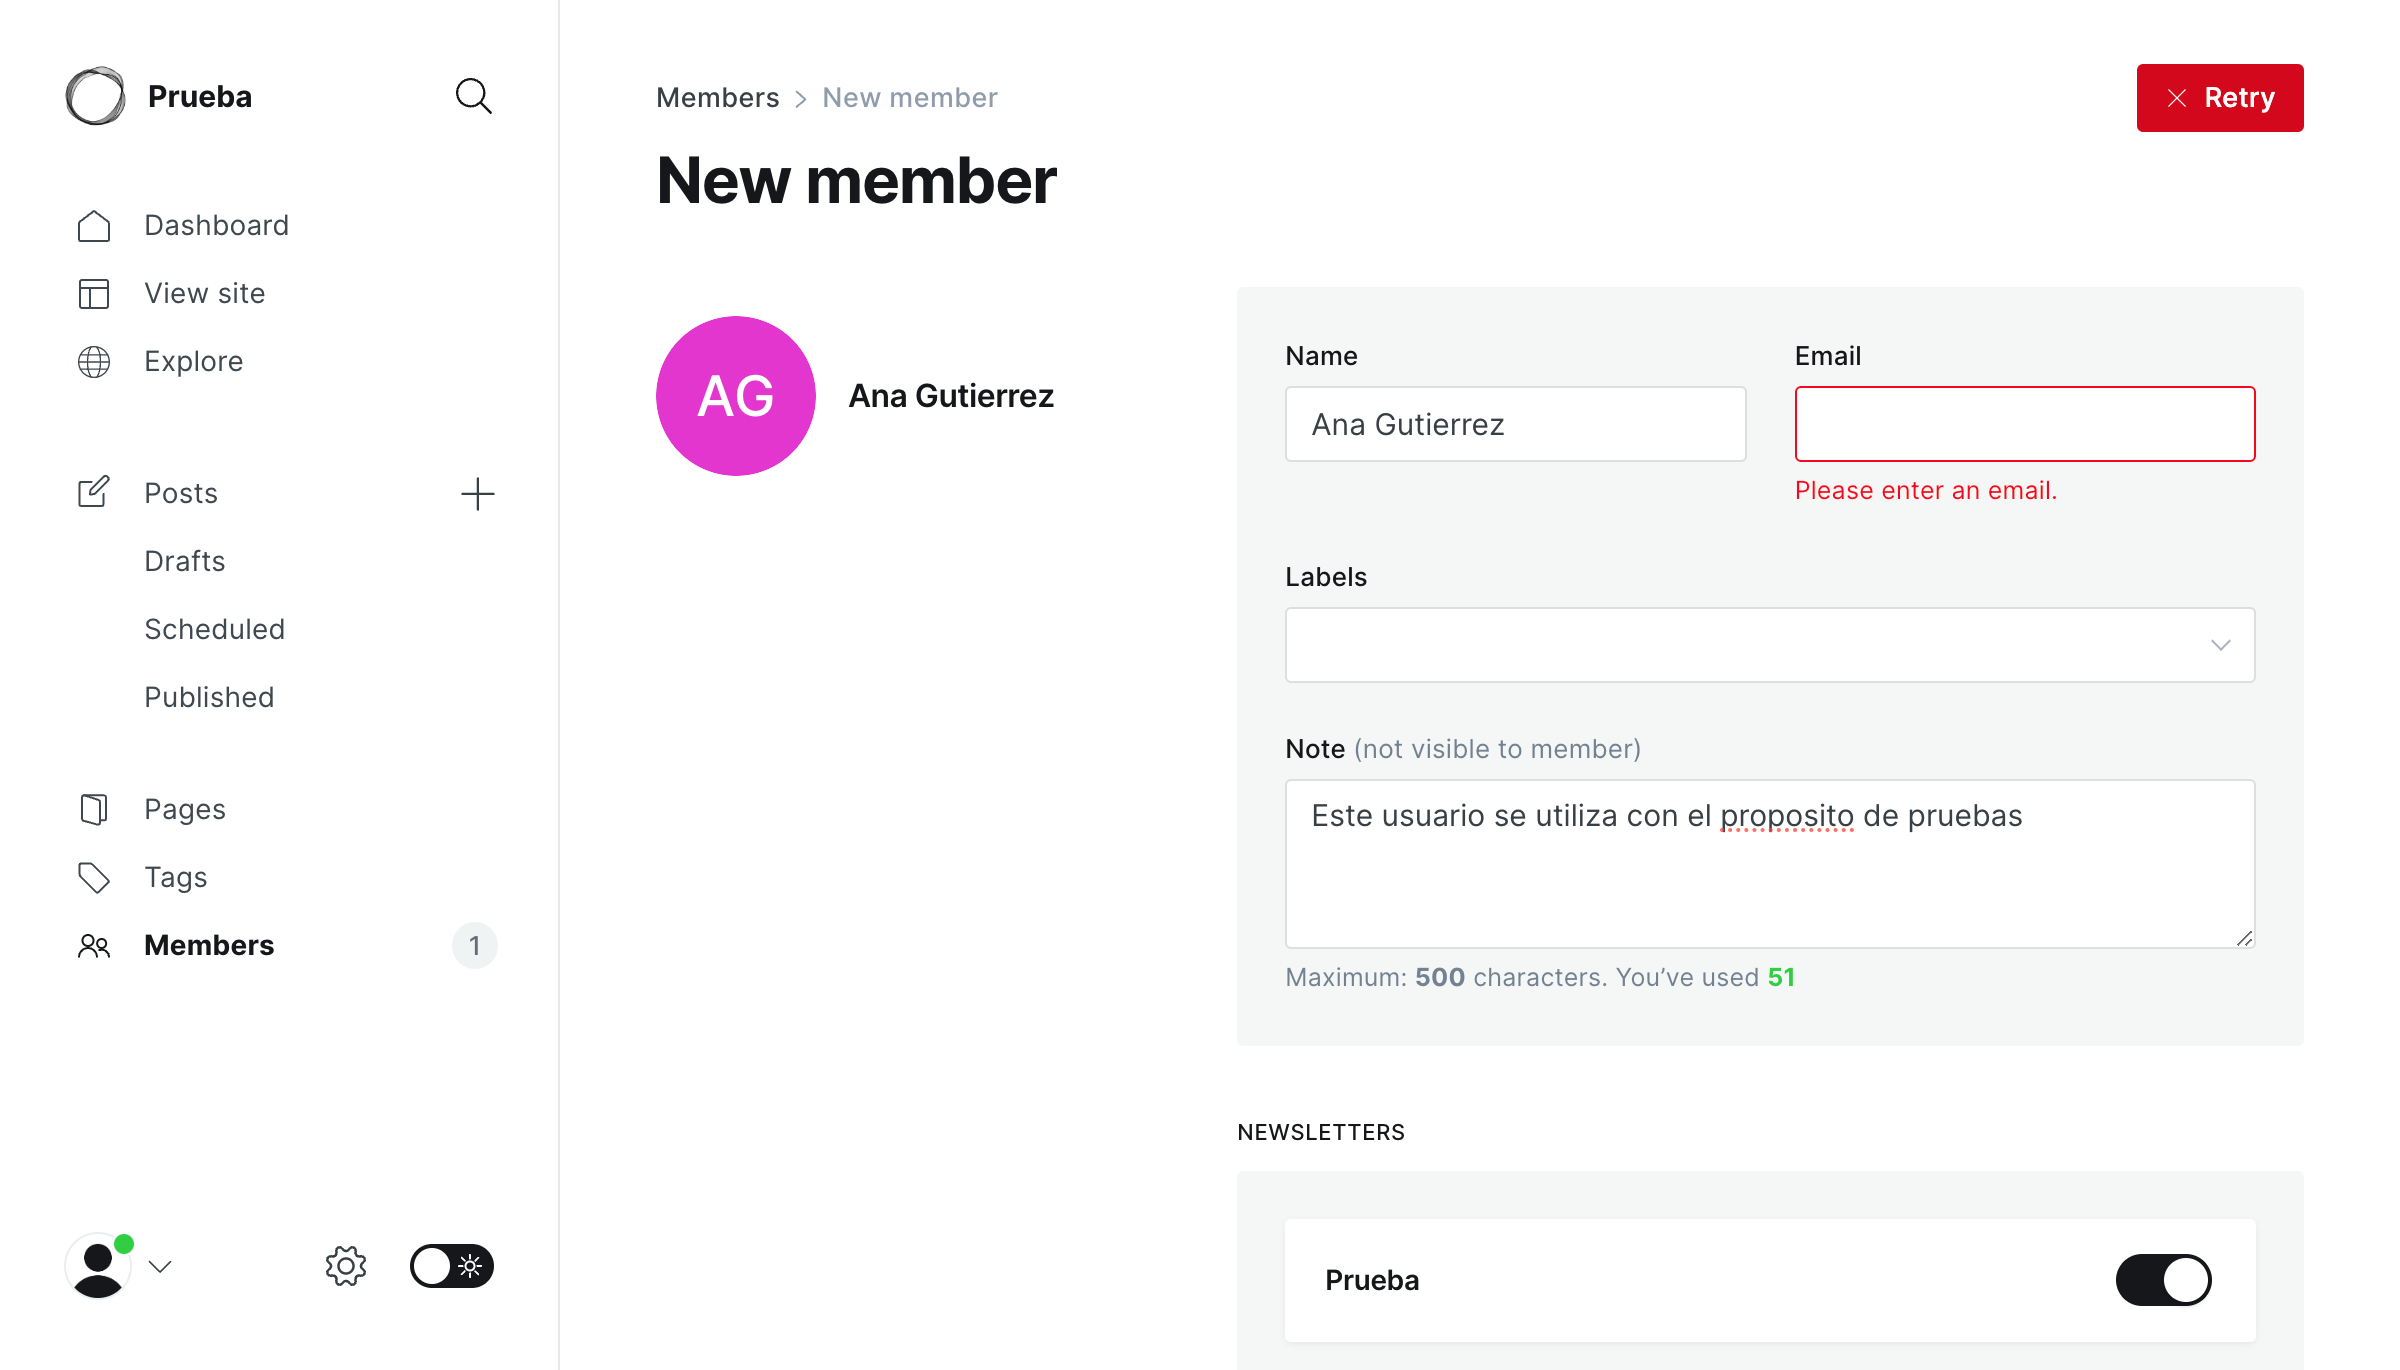 Prueba
Dashboard
View site
Explore
Posts
Drafts
Scheduled
Published
Pages
Tags
Members 1
Members > New member
Retry
New member
AG
Ana Gutierrez
Name
Ana Gutierrez
Email
Please enter an email.
Labels
Note (not visible to member)
Este usuario se utiliza con el proposito de pruebas
Maximum: 500 characters. You’ve used 51
NEWSLETTERS
Prueba